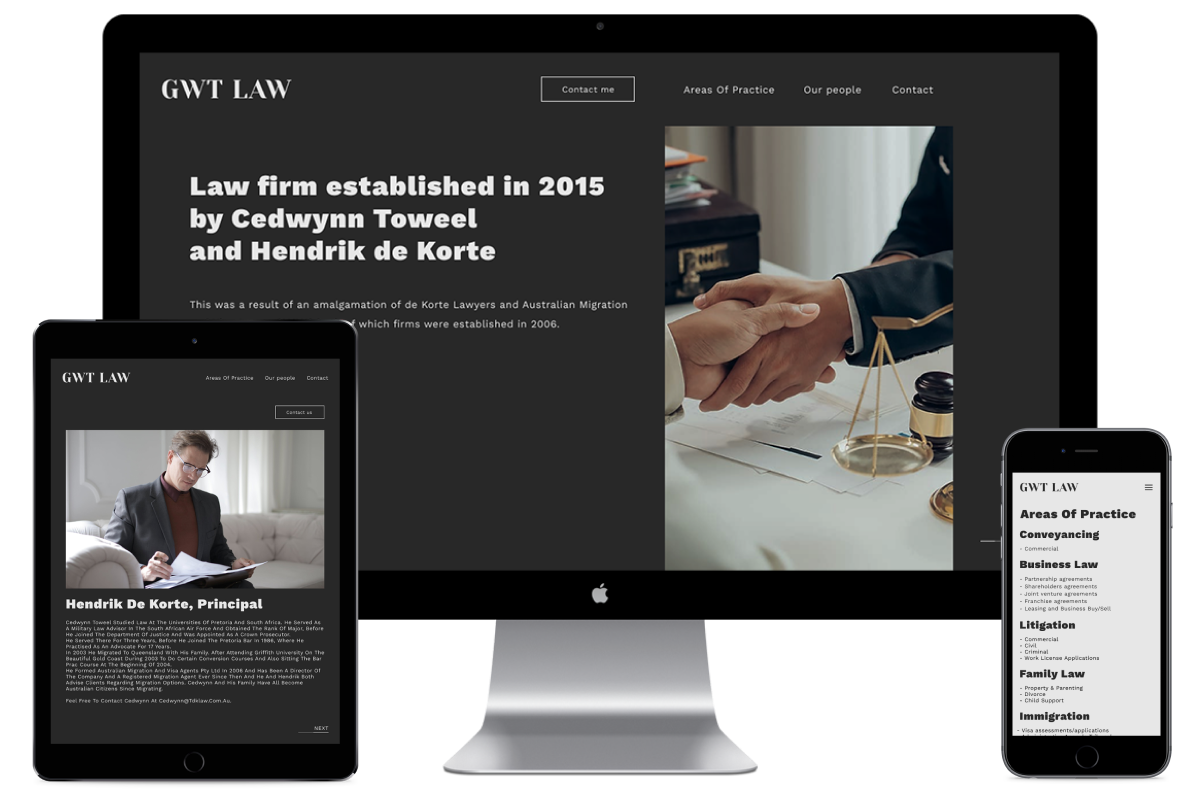 GWT LAW
Contact me
Areas Of Practice
Our people
Contact
Law firm established in 2015
by Cedwynn Toweel
and Hendrik de Korte
This was a result of an amalgamation of de Korte Lawyers and Australian Migration
which firms were established in 2006.
GWT LAW
Areas Of Practice
Our people
Contact
Contact us
Hendrik De Korte, Principal
Cedwynn Toweel Studied Law At The Universities Of Pretoria And South Africa. He Served As
A Military Law Advisor In The South African Air Force And Obtained The Rank Of Major, Before
He Joined The Department Of Justice And Was Appointed As A Crown Prosecutor.
He Served There For Three Years, Before He Joined The Pretoria Bar In 1986, Where He
Practised As An Advocate For 17 Years.
In 2003 He Migrated To Queensland With His Family. After Attending Griffith University On The
Beautiful Gold Coast During 2003 To Do Certain Conversion Courses And Also Sitting The Bar
Prac Course At The Beginning Of 2004.
He Formed Australian Migration And Visa Agents Pty Ltd In 2006 And Has Been A Director Of
The Company And A Registered Migration Agent Ever Since Then And He And Hendrik Both
Advise Clients Regarding Migration Options. Cedwynn And His Family Have All Become
Australian Citizens Since Migrating.
Feel Free To Contact Cedwynn At Cedwynn@Tdklaw.Com.Au.
NEXT
GWT LAW
Areas Of Practice
Conveyancing
- Commercial
Business Law
- Partnership agreements
- Shareholders agreements
- Joint venture agreements
- Franchise agreements
- Leasing and Business Buy/Sell
Litigation
- Commercial
- Civil
- Criminal
- Work License Applications
Family Law
- Property & Parenting
- Divorce
- Child Support
Immigration
- Visa assessments/applications